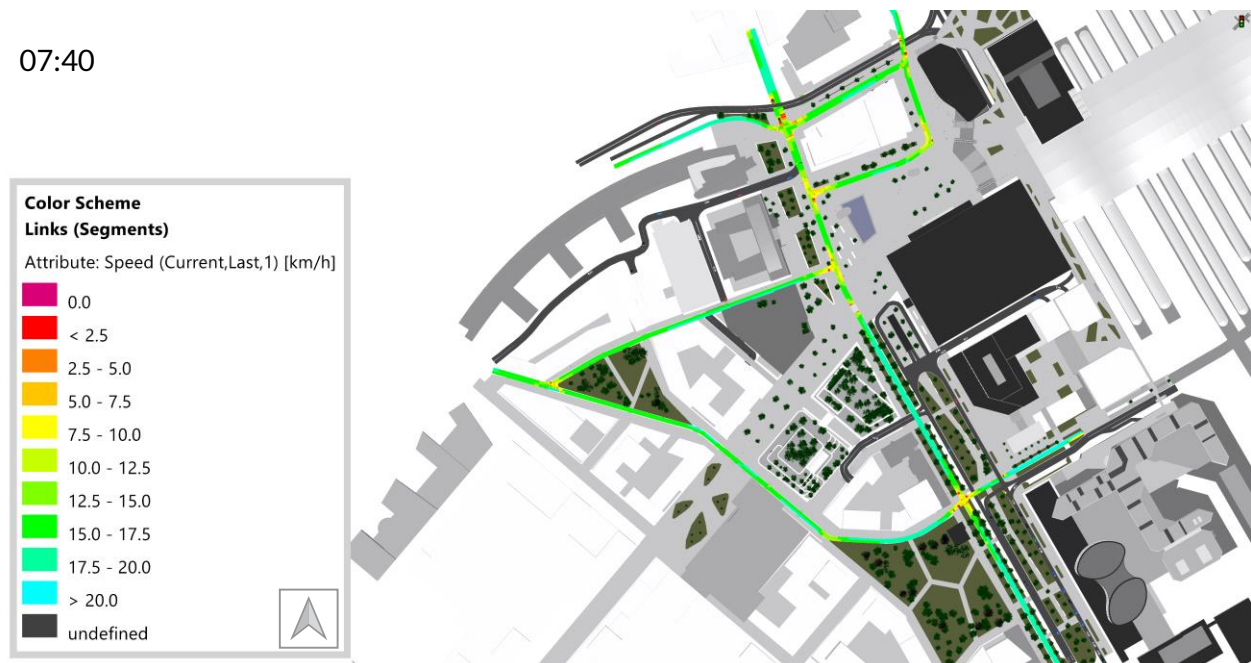 07:40
Color Scheme
Links (Segments)
Attribute: Speed (Current,Last,1) [km/h]
0.0
< 2.5
2.5 - 5.0
5.0 - 7.5
7.5 - 10.0
10.0 - 12.5
12.5 - 15.0
15.0 - 17.5
17.5 - 20.0
> 20.0
undefined